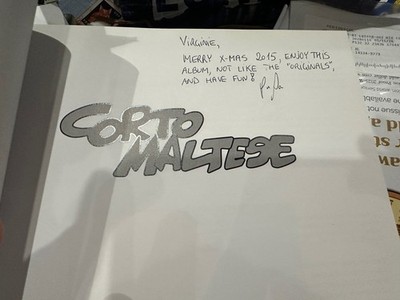 VIRGINIE,
MERRY X-MAS 2015, ENJOY THIS
ALBUM, NOT LIKE THE "ORIGINALS",
AND HAVE FUN!
CORTO
MALTESE